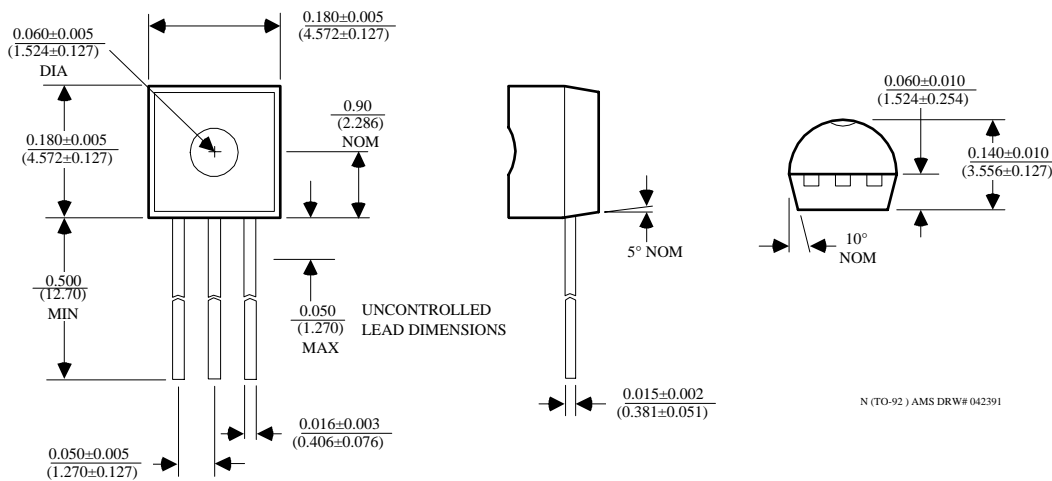 0.180±0.005
(4.572±0.127)
0.060±0.005
(1.524±0.127)
DIA
0.180±0.005
(4.572±0.127)
0.90
(2.286)
NOM
0.500
(12.70)
MIN
0.050
(1.270)
MAX
UNCONTROLLED
LEAD DIMENSIONS
0.016±0.003
(0.406±0.076)
0.050±0.005
(1.270±0.127)
5° NOM
0.015±0.002
(0.381±0.051)
0.060±0.010
(1.524±0.254)
0.140±0.010
(3.556±0.127)
10°
NOM
N (TO-92 ) AMS DRW# 042391